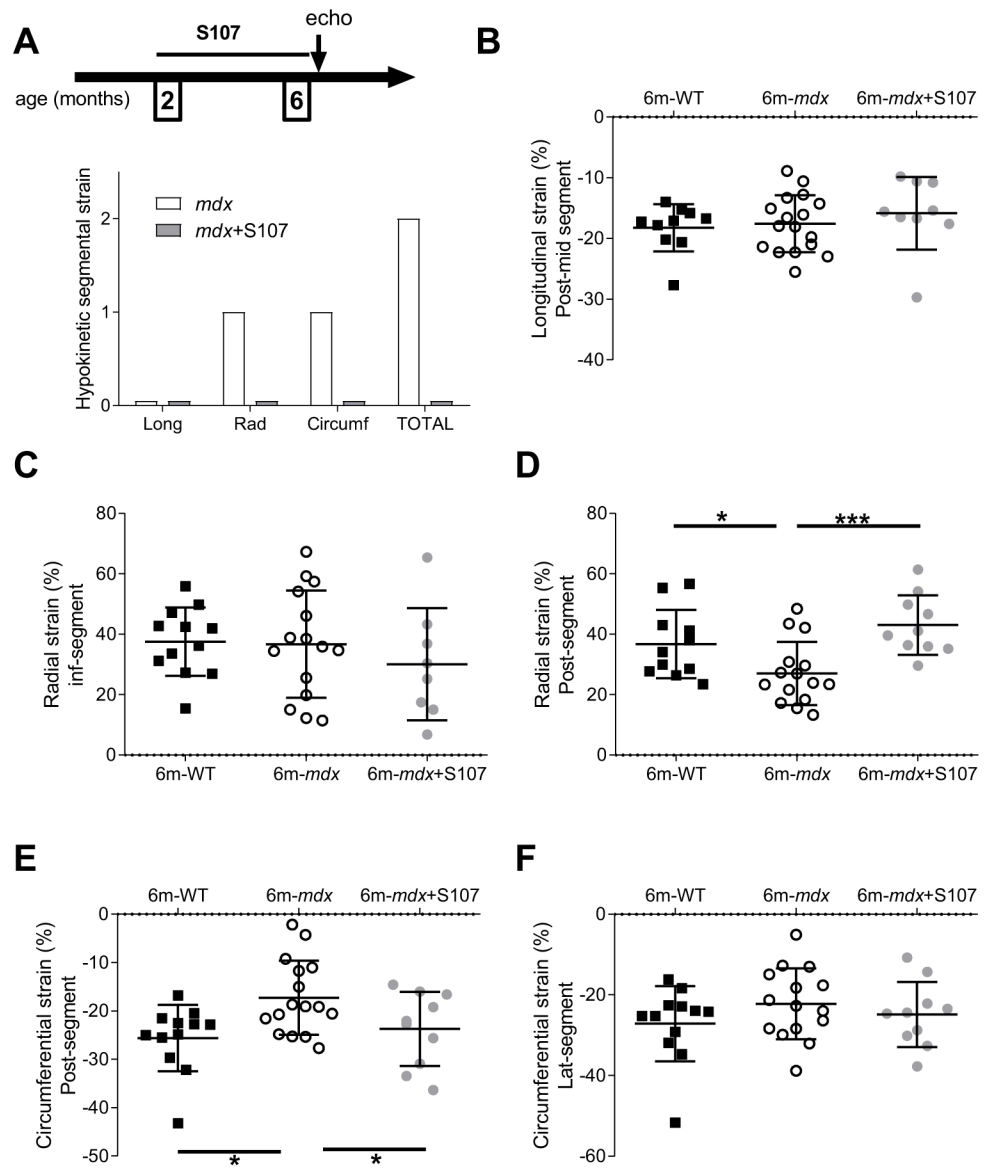 A
echo
S107
age (months)
2
6
Hypokinetic segmental strain
2
1
0
mdx
mdx+S107
Long
Rad
Circumf
TOTAL
B
6m-WT
6m-mdx
6m-mdx+S107
Longitudinal strain (%)
Post-mid segment
0
-10
-20
-30
-40
C
Radial strain (%)
inf-segment
80
60
40
20
0
6m-WT
6m-mdx
6m-mdx+S107
D
Radial strain (%)
Post-segment
80
60
40
20
0
*
***
6m-WT
6m-mdx
6m-mdx+S107
E
6m-WT
6m-mdx
6m-mdx+S107
Circumferential strain (%)
Post-segment
0
-10
-20
-30
-40
-50
*
*
F
6m-WT
6m-mdx
6m-mdx+S107
Circumferential strain (%)
Lat-segment
0
-20
-40
-60